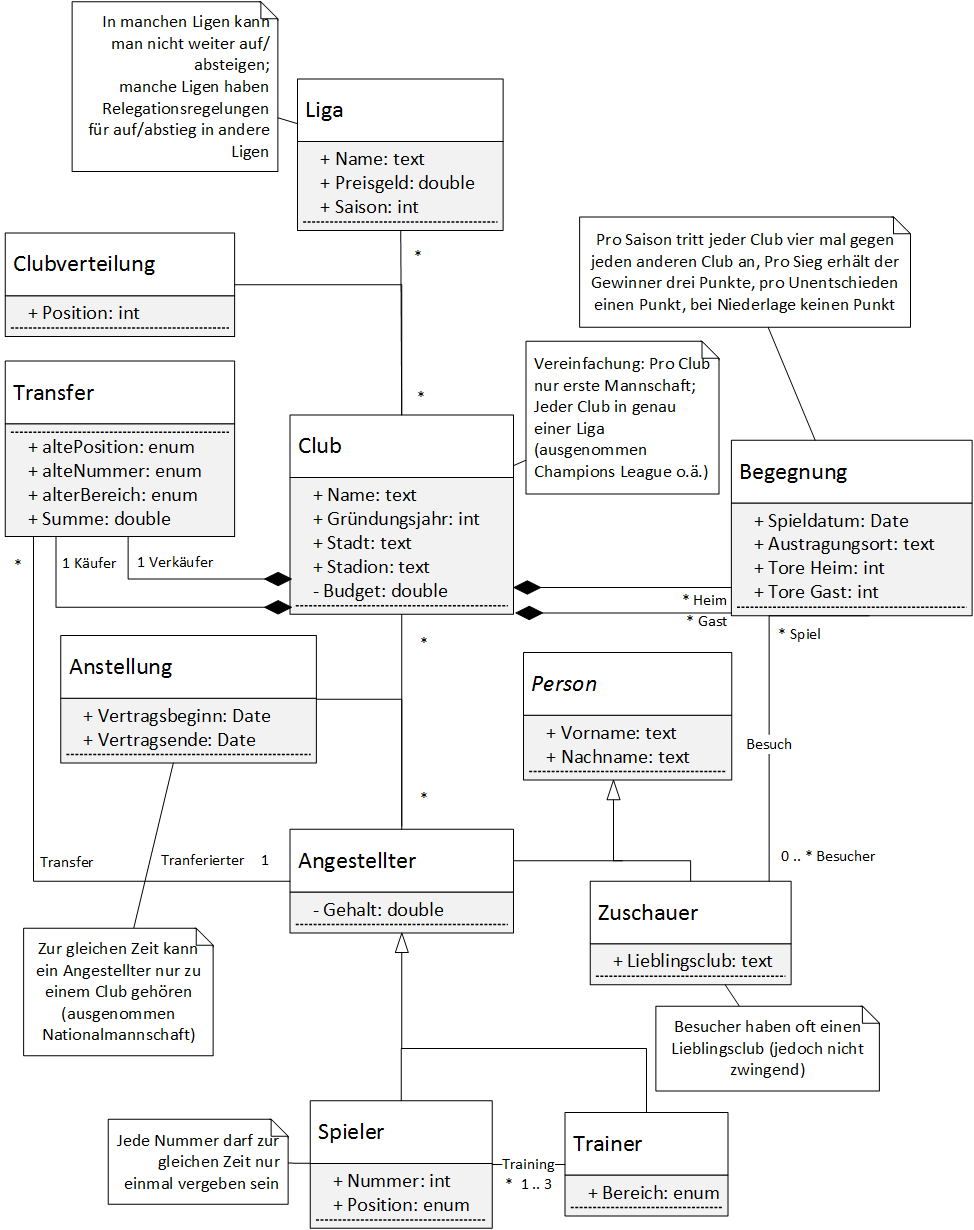 In manchen Ligen kann
man nicht weiter auf/
absteigen;
manche Ligen haben
Relegationsregelungen
für auf/abstieg in andere
Ligen
Liga
+ Name: text
+ Preisgeld: double
+ Saison: int
*
Clubverteilung
+ Position: int
Pro Saison tritt jeder Club vier mal gegen
jeden anderen Club an, Pro Sieg erhält der
Gewinner drei Punkte, pro Unentschieden
einen Punkt, bei Niederlage keinen Punkt
Transfer
+ altePosition: enum
+ alteNummer: enum
+ alterBereich: enum
+ Summe: double
*
1 Käufer
1 Verkäufer
*
Club
+ Name: text
+ Gründungsjahr: int
+ Stadt: text
+ Stadion: text
- Budget: double
*
Vereinfachung: Pro Club
nur erste Mannschaft;
Jeder Club in genau
einer Liga
(ausgenommen
Champions League o.ä.)
Begegnung
+ Spieldatum: Date
+ Austragungsort: text
+ Tore Heim: int
+ Tore Gast: int
* Heim
* Gast
* Spiel
Anstellung
+ Vertragsbeginn: Date
+ Vertragsende: Date
Person
+ Vorname: text
+ Nachname: text
Besuch
*
Transfer
Tranferierter 1
Angestellter
- Gehalt: double
0 .. * Besucher
Zuschauer
+ Lieblingsclub: text
Zur gleichen Zeit kann
ein Angestellter nur zu
einem Club gehören
(ausgenommen
Nationalmannschaft)
Besucher haben oft einen
Lieblingsclub (jedoch nicht
zwingend)
Jede Nummer darf zur
gleichen Zeit nur
einmal vergeben sein
Spieler
+ Nummer: int
+ Position: enum
Training
* 1 .. 3
Trainer
+ Bereich: enum